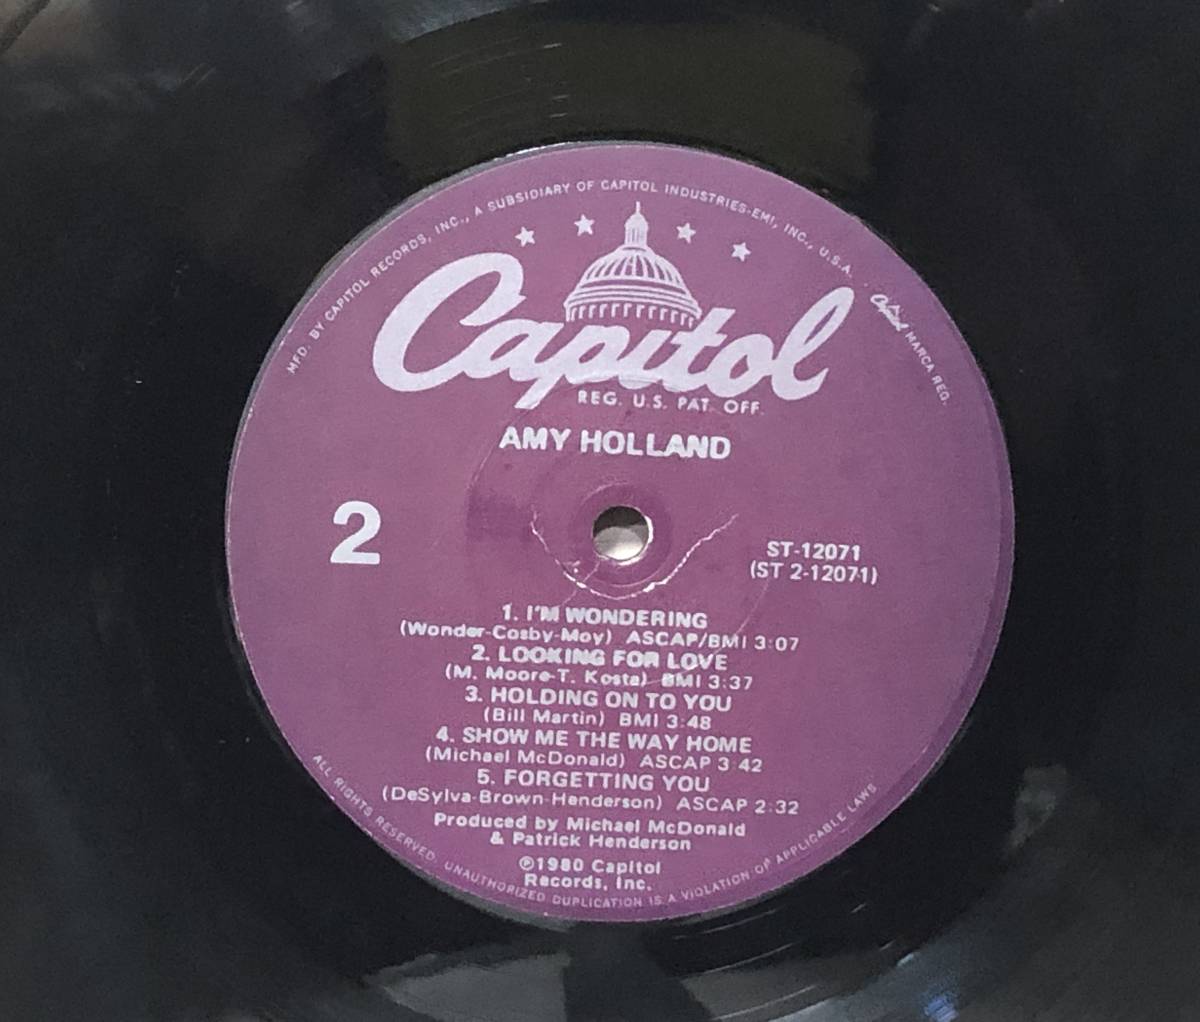 MFD. BY CAPITOL RECORDS, INC., A SUBSIDIARY OF CAPITOL INDUSTRIES-EMI, INC., U.S.A. . Capitol MARCA REG.
Capitol
REG. U.S. PAT. OFF.
AMY HOLLAND
2
ST-12071
(ST 2-12071)
1. I'M WONDERING
(Wonder-Cosby-Moy) ASCAP/BMI 3:07
2. LOOKING FOR LOVE
(M. Moore-T. Kosta) BMI 3:37
3. HOLDING ON TO YOU
(Bill Martin) BMI 3:48
4. SHOW ME THE WAY HOME
(Michael McDonald) ASCAP 3:42
5. FORGETTING YOU
(DeSylva-Brown-Henderson) ASCAP 2:32
Produced by Michael McDonald
& Patrick Henderson
℗1980 Capitol
Records, Inc.
ALL RIGHTS RESERVED. UNAUTHORIZED DUPLICATION IS A VIOLATION OF APPLICABLE LAWS